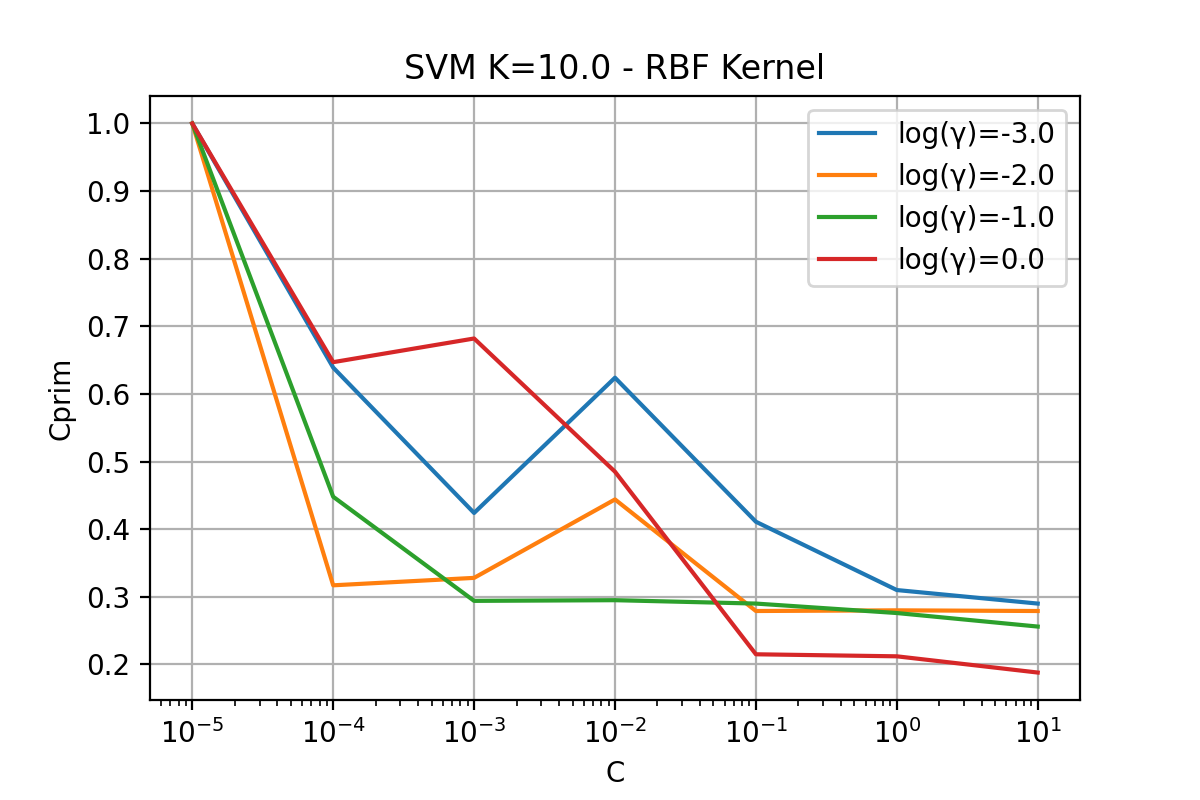 SVM K=10.0 - RBF Kernel
log(γ)=-3.0
log(γ)=-2.0
log(γ)=-1.0
log(γ)=0.0
1.0
0.9
0.8
0.7
0.6
0.5
0.4
0.3
0.2
Cprim
10⁻⁵ 10⁻⁴ 10⁻³ 10⁻² 10⁻¹ 10⁰ 10¹
C